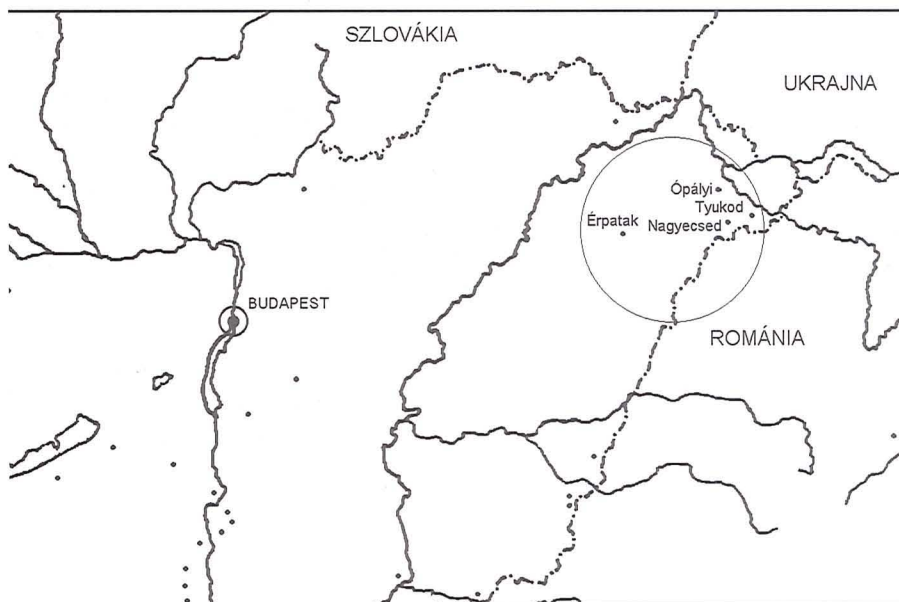 SZLOVÁKIA
UKRAJNA
Ópályi
Tyukod
Érpatak
Nagyecsed
BUDAPEST
ROMÁNIA